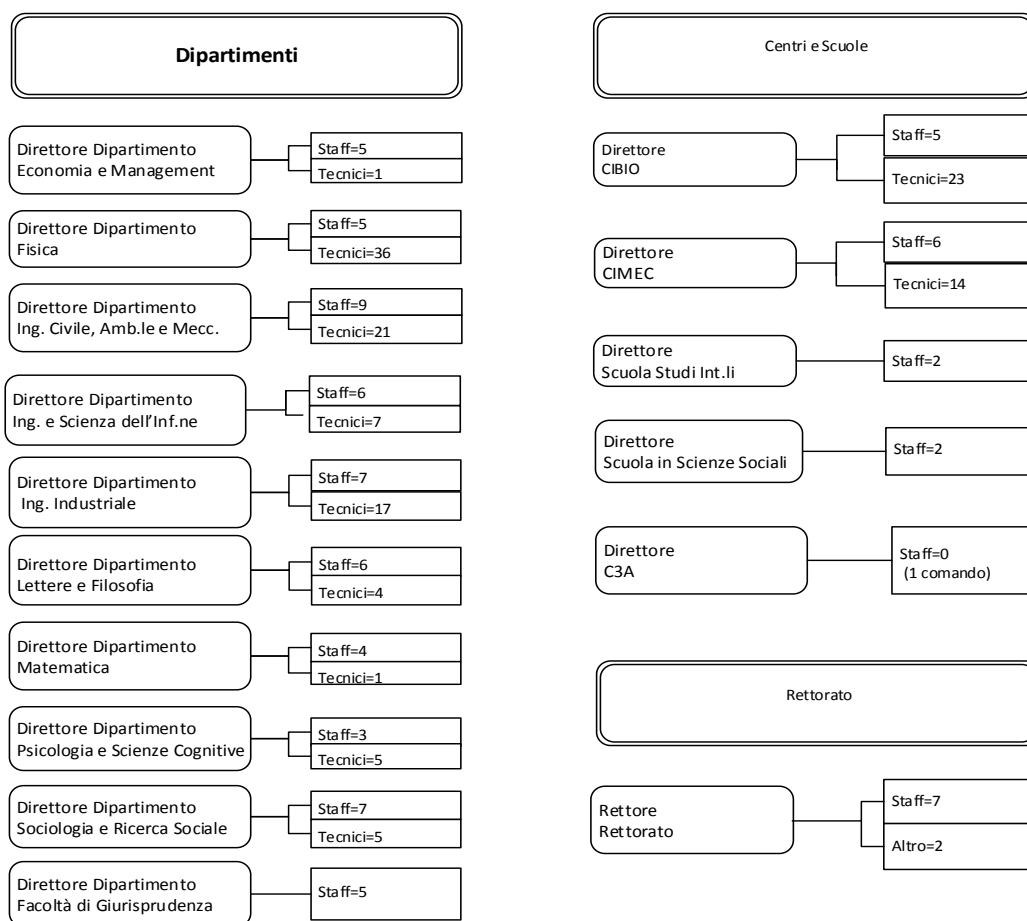 Dipartimenti
Direttore Dipartimento
Economia e Management
Staff=5
Tecnici=1
Direttore Dipartimento
Fisica
Staff=5
Tecnici=36
Direttore Dipartimento
Ing. Civile, Amb.le e Mecc.
Staff=9
Tecnici=21
Direttore Dipartimento
Ing. e Scienza dell'Inf.ne
Staff=6
Tecnici=7
Direttore Dipartimento
Ing. Industriale
Staff=7
Tecnici=17
Direttore Dipartimento
Lettere e Filosofia
Staff=6
Tecnici=4
Direttore Dipartimento
Matematica
Staff=4
Tecnici=1
Direttore Dipartimento
Psicologia e Scienze Cognitive
Staff=3
Tecnici=5
Direttore Dipartimento
Sociologia e Ricerca Sociale
Staff=7
Tecnici=5
Direttore Dipartimento
Facoltà di Giurisprudenza
Staff=5
Centri e Scuole
Direttore
CIBIO
Staff=5
Tecnici=23
Direttore
CIMEC
Staff=6
Tecnici=14
Direttore
Scuola Studi Int.li
Staff=2
Direttore
Scuola in Scienze Sociali
Staff=2
Direttore
C3A
Staff=0
(1 comando)
Rettorato
Rettore
Rettorato
Staff=7
Altro=2